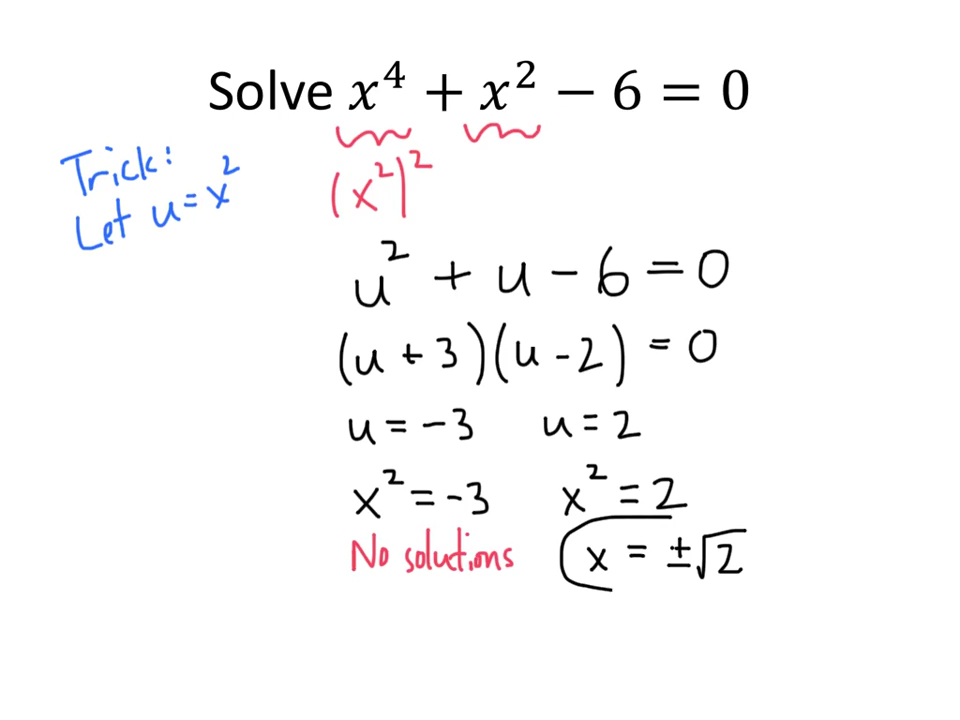 Solve x⁴ + x² − 6 = 0
Trick:
Let u = x²
(x²)²
u² + u − 6 = 0
(u + 3)(u − 2) = 0
u = −3 u = 2
x² = −3 x² = 2
No solutions x = ±√2